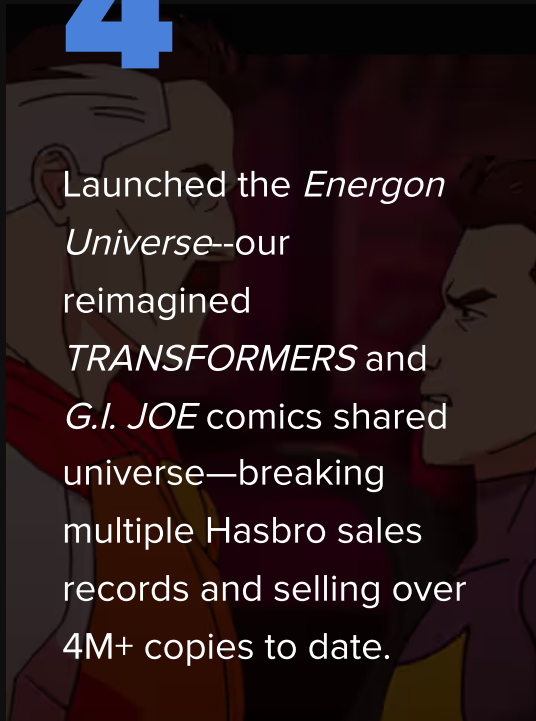 4
Launched the Energon
Universe--our
reimagined
TRANSFORMERS and
G.I. JOE comics shared
universe—breaking
multiple Hasbro sales
records and selling over
4M+ copies to date.